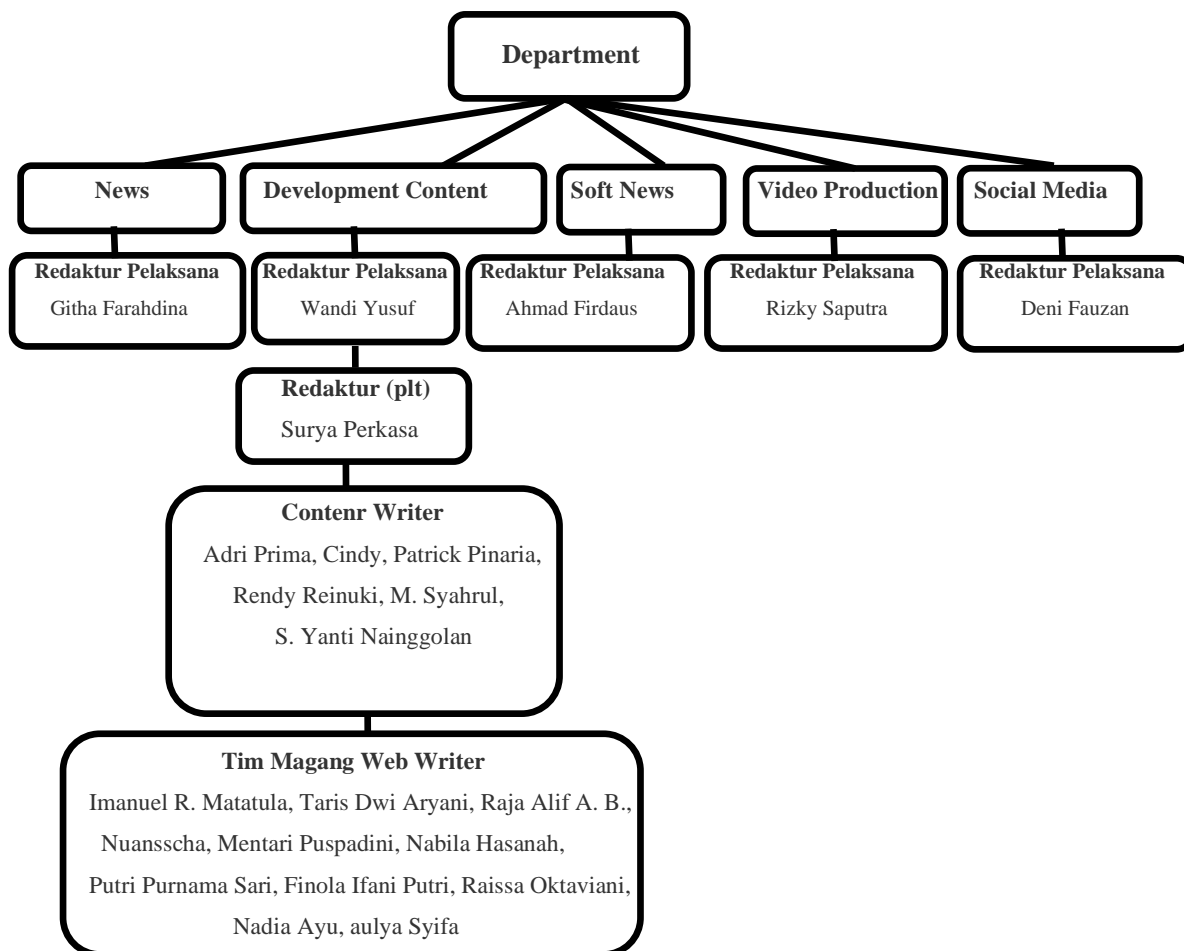 Department
News
Development Content
Soft News
Video Production
Social Media
Redaktur Pelaksana
Githa Farahdina
Redaktur Pelaksana
Wandi Yusuf
Redaktur Pelaksana
Ahmad Firdaus
Redaktur Pelaksana
Rizky Saputra
Redaktur Pelaksana
Deni Fauzan
Redaktur (plt)
Surya Perkasa
Contenr Writer
Adri Prima, Cindy, Patrick Pinaria,
Rendy Reinuki, M. Syahrul,
S. Yanti Nainggolan
Tim Magang Web Writer
Imanuel R. Matatula, Taris Dwi Aryani, Raja Alif A. B.,
Nuansscha, Mentari Puspadini, Nabila Hasanah,
Putri Purnama Sari, Finola Ifani Putri, Raissa Oktaviani,
Nadia Ayu, aulya Syifa